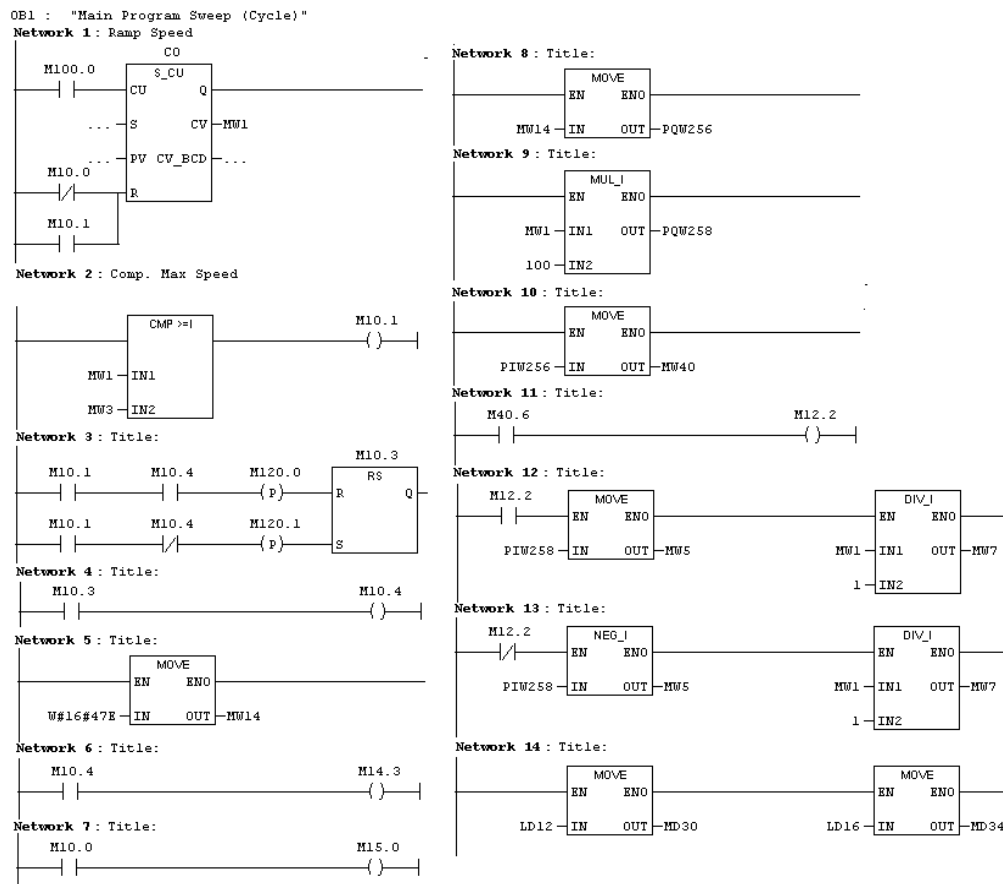 OB1 : "Main Program Sweep (Cycle)"
Network 1 : Ramp Speed
C0
M100.0
S_CU
CU Q
... S CV MW1
... PV CV_BCD ...
M10.0
R
M10.1
Network 2 : Comp. Max Speed
CMP >=I
M10.1
MW1 IN1
MW3 IN2
Network 3 : Title:
M10.3
M10.1 M10.4 M120.0
RS
(P) R Q
M10.1 M10.4 M120.1
(P) S
Network 4 : Title:
M10.3 M10.4
Network 5 : Title:
MOVE
EN ENO
W#16#47E IN OUT MW14
Network 6 : Title:
M10.4 M14.3
Network 7 : Title:
M10.0 M15.0
Network 8 : Title:
MOVE
EN ENO
MW14 IN OUT PQW256
Network 9 : Title:
MUL_I
EN ENO
MW1 IN1 OUT PQW258
100 IN2
Network 10 : Title:
MOVE
EN ENO
PIW256 IN OUT MW40
Network 11 : Title:
M40.6 M12.2
Network 12 : Title:
M12.2
MOVE DIV_I
EN ENO EN ENO
PIW258 IN OUT MW5 MW1 IN1 OUT MW7
1 IN2
Network 13 : Title:
M12.2
NEG_I DIV_I
EN ENO EN ENO
PIW258 IN OUT MW5 MW1 IN1 OUT MW7
1 IN2
Network 14 : Title:
MOVE MOVE
EN ENO EN ENO
LD12 IN OUT MD30 LD16 IN OUT MD34